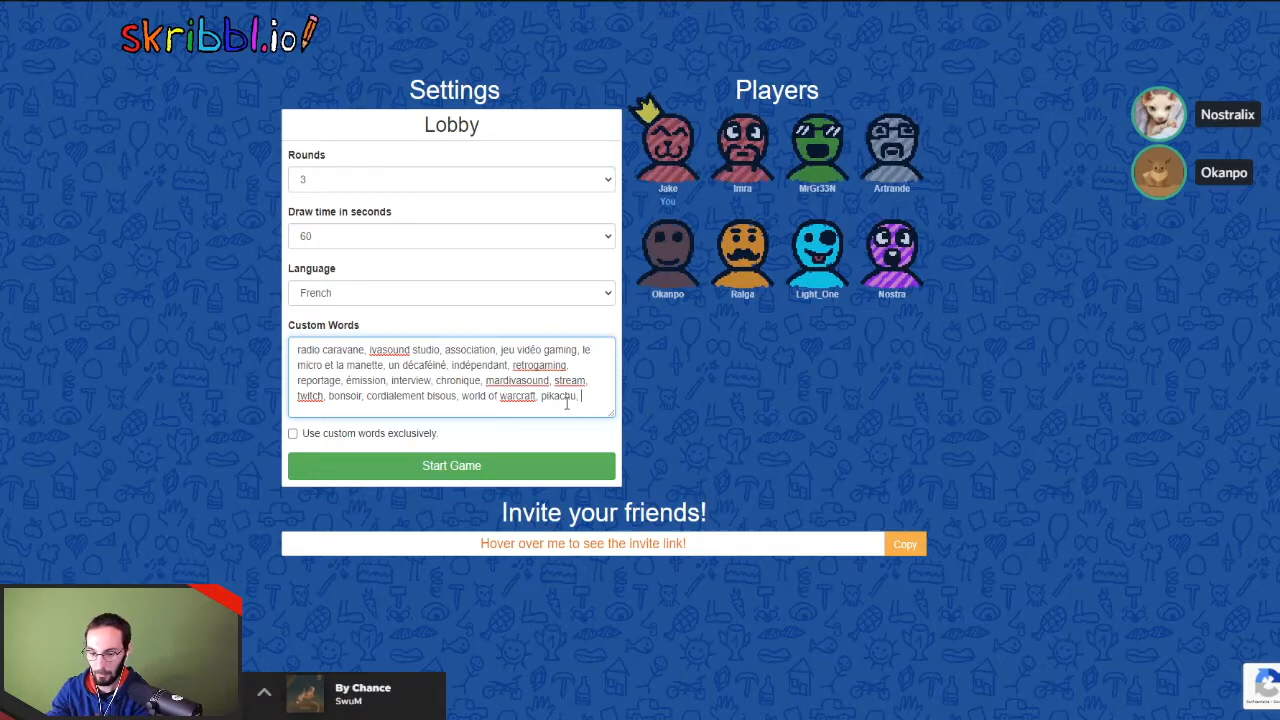 skribbl.io!
Settings
Lobby
Rounds
3
Draw time in seconds
60
Language
French
Custom Words
radio caravane, ivasound studio, association, jeu vidéo gaming, le
micro et la manette, un décaféiné, indépendant, retrogaming,
reportage, émission, interview, chronique, mardivasound, stream,
twitch, bonsoir, cordialement bisous, world of warcraft, pikachu,
Use custom words exclusively.
Start Game
Players
Jake
You
Imra
MrGr33N
Artrande
Okanpo
Ralga
Light_One
Nostra
Nostralix
Okanpo
Invite your friends!
Hover over me to see the invite link!
Copy
By Chance
SwuM